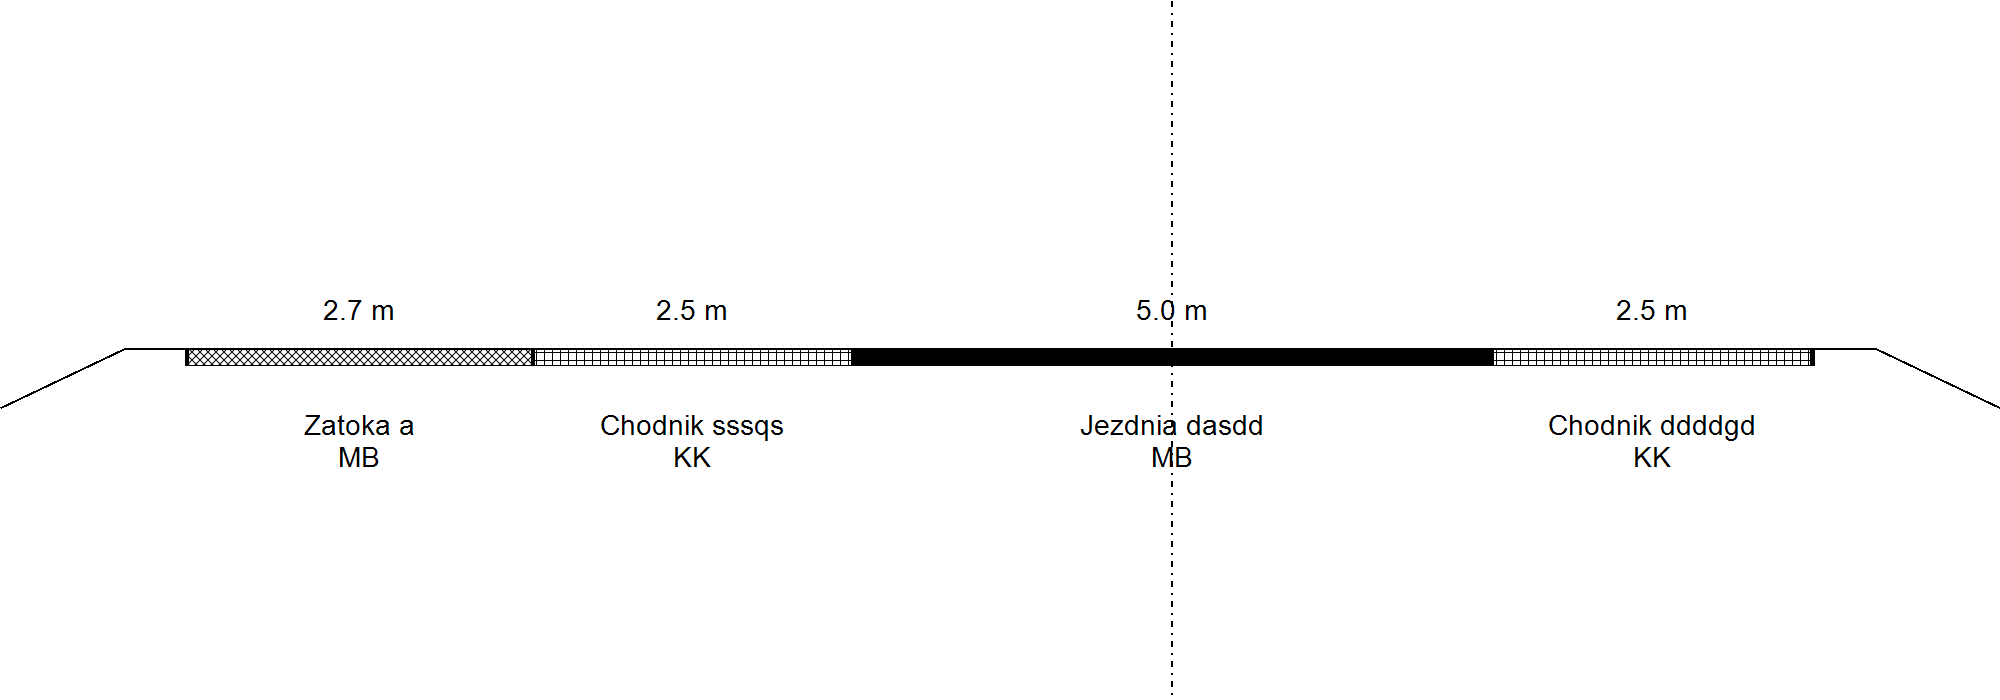 2.7 m 2.5 m 5.0 m 2.5 m
Zatoka a Chodnik sssqs Jezdnia dasdd Chodnik ddddgd
MB KK MB KK